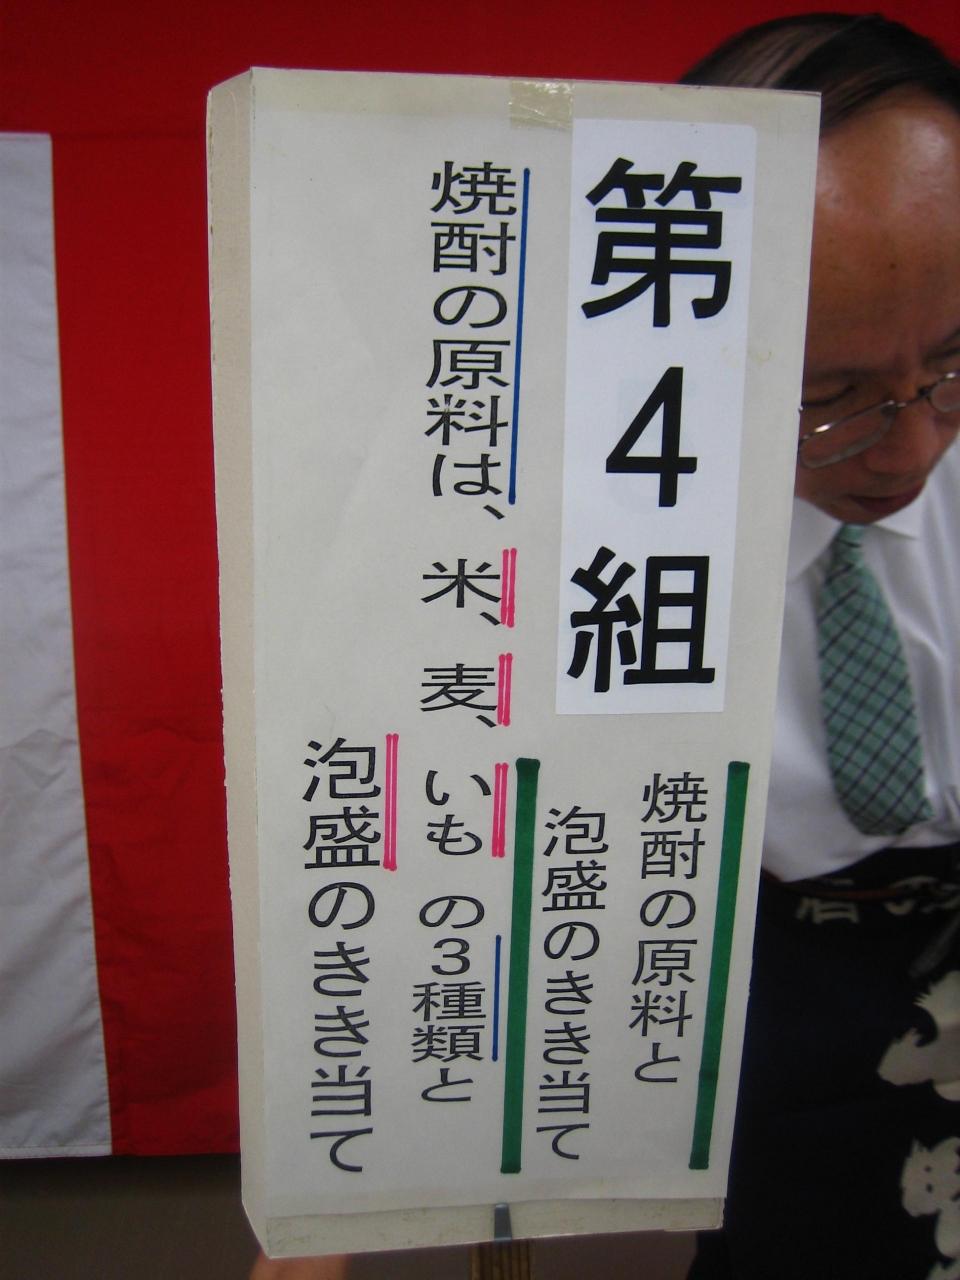 第4組
焼酎の原料と
泡盛のきき当て
焼酎の原料は、米、麦、いもの3種類と
泡盛のきき当て